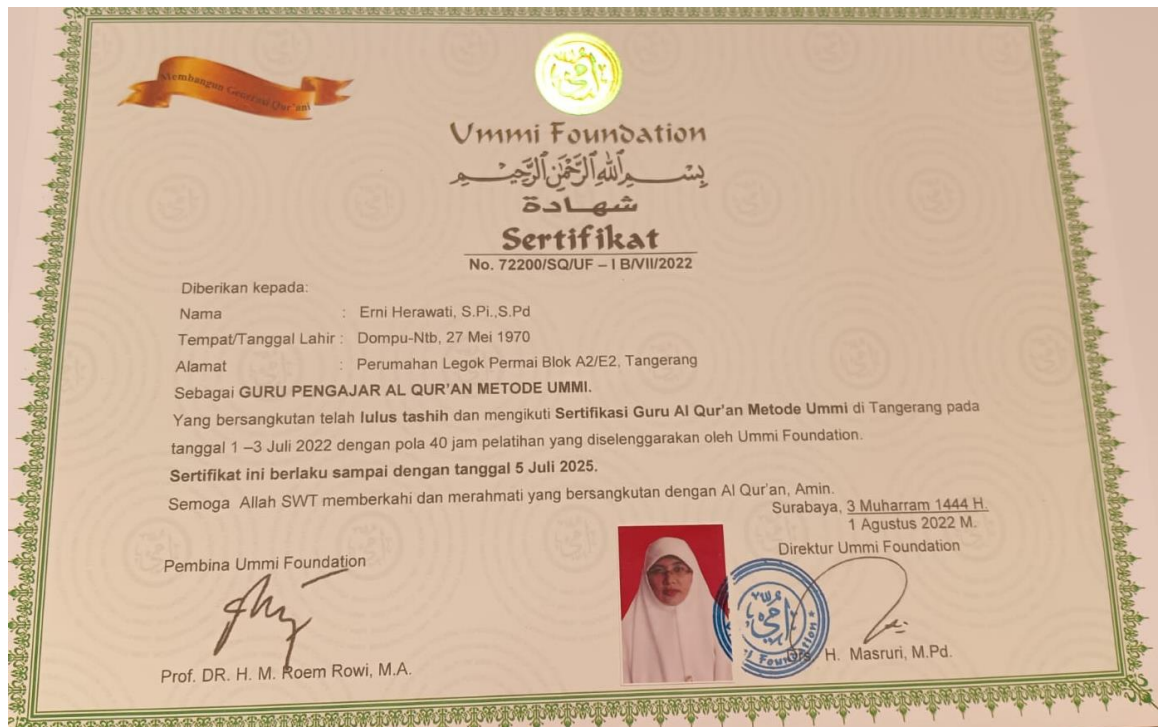 Membangun Generasi Qur'ani
Ummi Foundation
بِسْمِ اللهِ الرَّحْمٰنِ الرَّحِيْمِ
شهادة
Sertifikat
No. 72200/SQ/UF – I B/VII/2022
Diberikan kepada:
Nama : Erni Herawati, S.Pi.,S.Pd
Tempat/Tanggal Lahir : Dompu-Ntb, 27 Mei 1970
Alamat : Perumahan Legok Permai Blok A2/E2, Tangerang
Sebagai GURU PENGAJAR AL QUR'AN METODE UMMI.
Yang bersangkutan telah lulus tashih dan mengikuti Sertifikasi Guru Al Qur'an Metode Ummi di Tangerang pada
tanggal 1 –3 Juli 2022 dengan pola 40 jam pelatihan yang diselenggarakan oleh Ummi Foundation.
Sertifikat ini berlaku sampai dengan tanggal 5 Juli 2025.
Semoga Allah SWT memberkahi dan merahmati yang bersangkutan dengan Al Qur'an, Amin.
Surabaya, 3 Muharram 1444 H.
1 Agustus 2022 M.
Pembina Ummi Foundation
Direktur Ummi Foundation
Prof. DR. H. M. Roem Rowi, M.A.
Drs. H. Masruri, M.Pd.